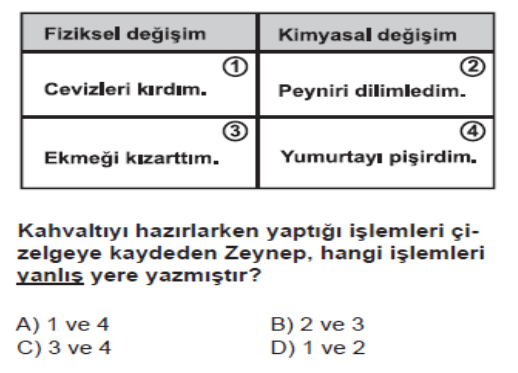 Fiziksel değişim
Kimyasal değişim
1
Cevizleri kırdım.
2
Peyniri dilimledim.
3
Ekmeği kızarttım.
4
Yumurtayı pişirdim.
Kahvaltıyı hazırlarken yaptığı işlemleri çi-
zelgeye kaydeden Zeynep, hangi işlemleri
yanlış yere yazmıştır?
A) 1 ve 4
B) 2 ve 3
C) 3 ve 4
D) 1 ve 2